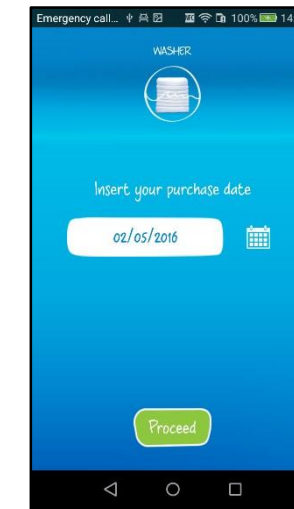 Emergency call... 100% 14
WASHER
Insert your purchase date
02/05/2016
Proceed